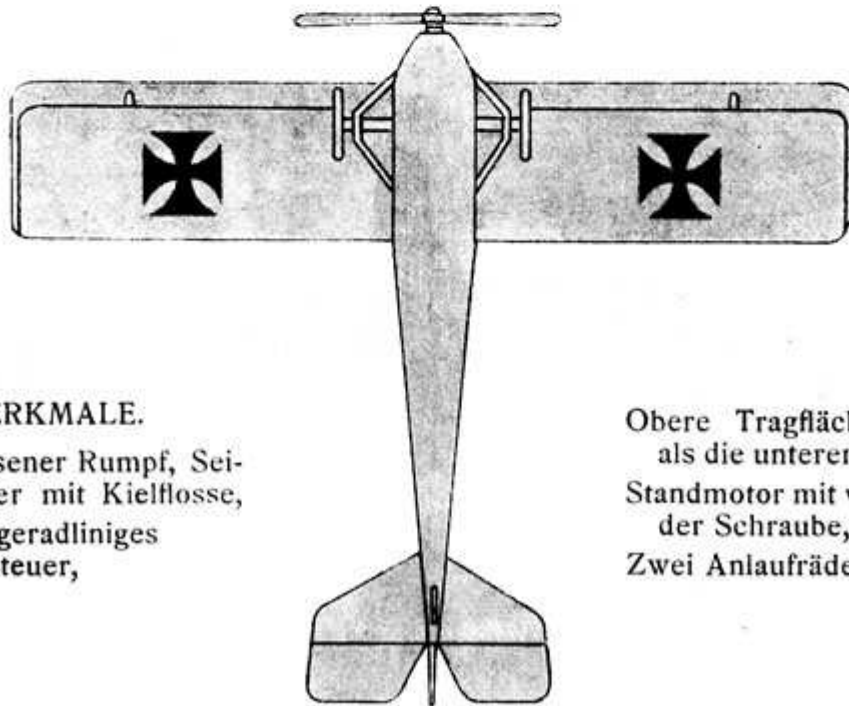 ERKMALE.
sener Rumpf, Sei-
er mit Kielflosse,
geradliniges
teuer,
Obere Tragfläch
als die unteren
Standmotor mit v
der Schraube,
Zwei Anlaufräde